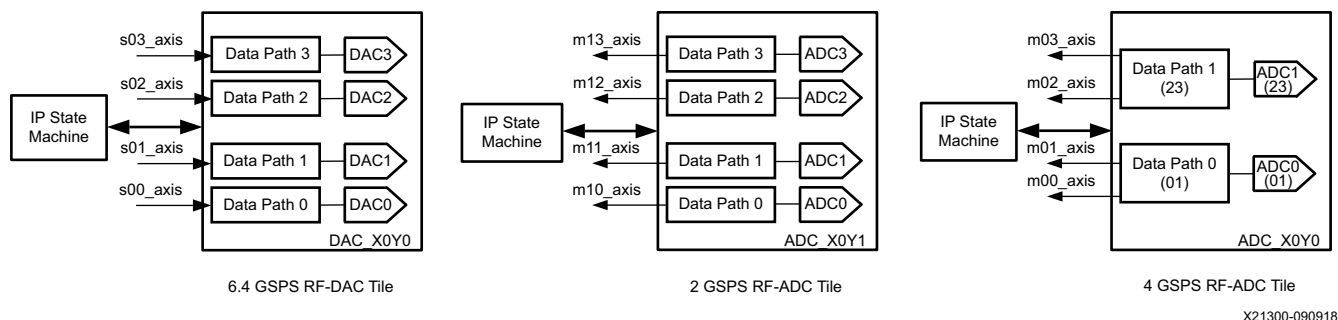 s03_axis
Data Path 3
DAC3
s02_axis
Data Path 2
DAC2
IP State
Machine
s01_axis
Data Path 1
DAC1
s00_axis
Data Path 0
DAC0
DAC_X0Y0
6.4 GSPS RF-DAC Tile
m13_axis
Data Path 3
ADC3
m12_axis
Data Path 2
ADC2
IP State
Machine
m11_axis
Data Path 1
ADC1
m10_axis
Data Path 0
ADC0
ADC_X0Y1
2 GSPS RF-ADC Tile
m03_axis
Data Path 1
(23)
ADC1
(23)
m02_axis
IP State
Machine
m01_axis
Data Path 0
(01)
ADC0
(01)
m00_axis
ADC_X0Y0
4 GSPS RF-ADC Tile
X21300-090918